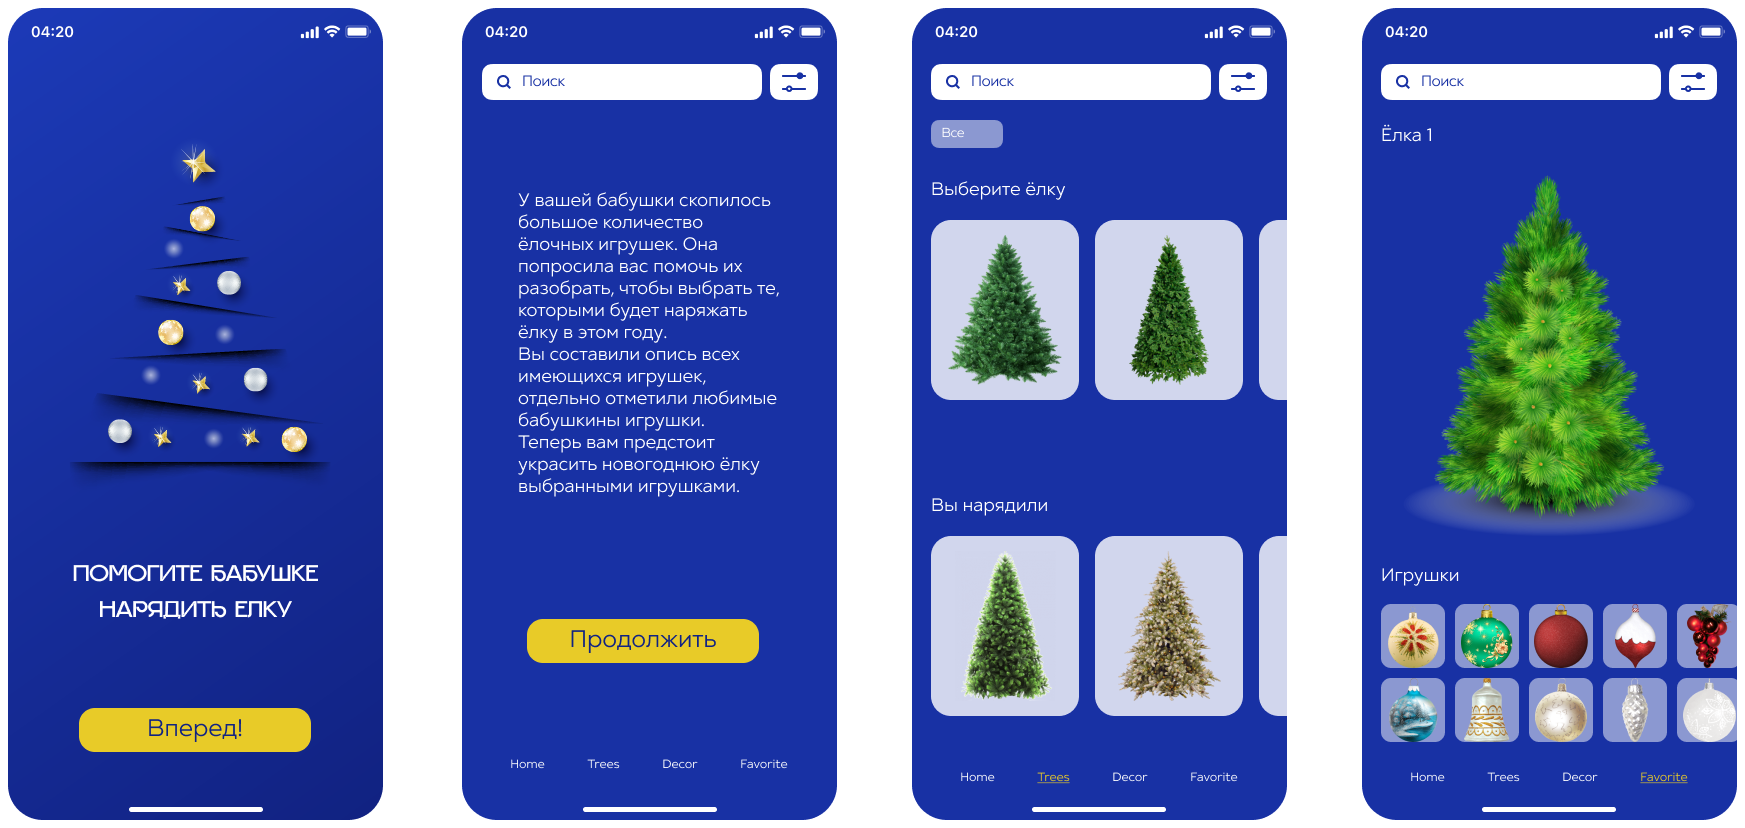 04:20
ПОМОГИТЕ БАБУШКЕ
НАРЯДИТЬ ЕЛКУ
Вперед!
04:20
Поиск
У вашей бабушки скопилось
большое количество
ёлочных игрушек. Она
попросила вас помочь их
разобрать, чтобы выбрать те,
которыми будет наряжать
ёлку в этом году.
Вы составили опись всех
имеющихся игрушек,
отдельно отметили любимые
бабушкины игрушки.
Теперь вам предстоит
украсить новогоднюю ёлку
выбранными игрушками.
Продолжить
Home Trees Decor Favorite
04:20
Поиск
Все
Выберите ёлку
Вы нарядили
Home Trees Decor Favorite
04:20
Поиск
Ёлка 1
Игрушки
Home Trees Decor Favorite